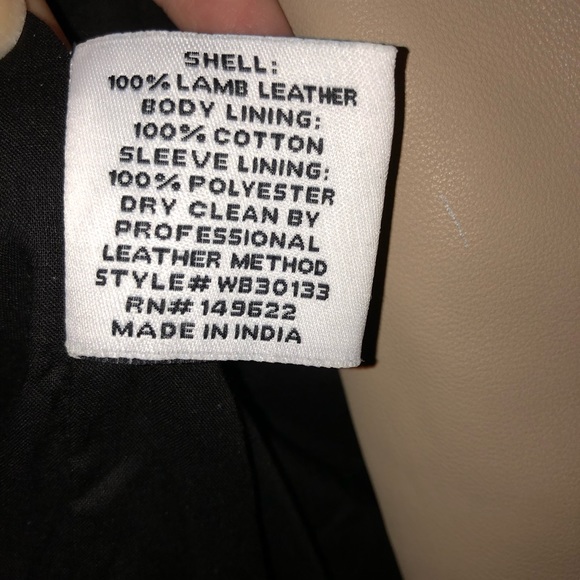 SHELL:
100% LAMB LEATHER
BODY LINING:
100% COTTON
SLEEVE LINING:
100% POLYESTER
DRY CLEAN BY
PROFESSIONAL
LEATHER METHOD
STYLE# WB30133
RN# 149622
MADE IN INDIA